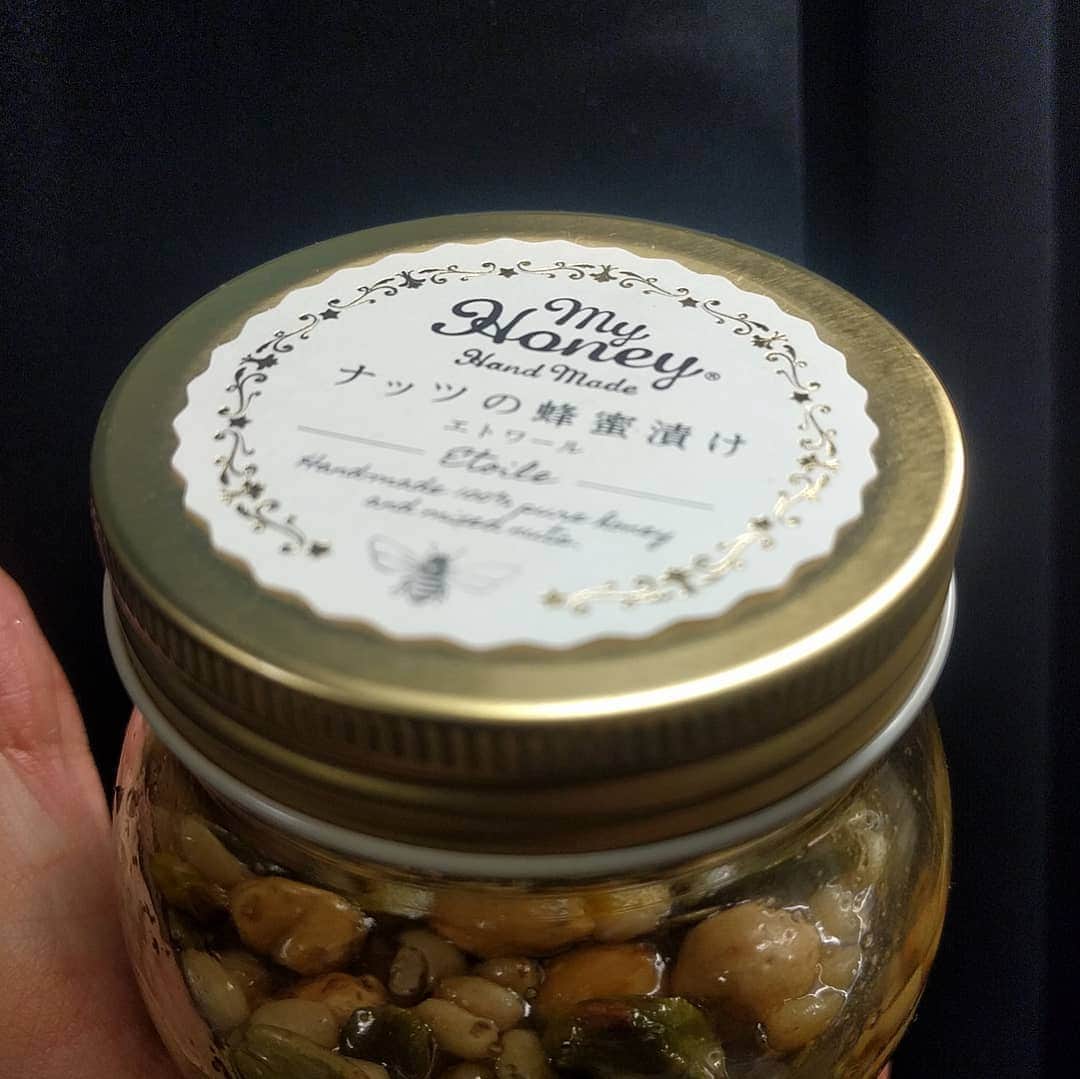 My
Honey®
Hand Made
ナッツの蜂蜜漬け
エトワール
Etoile
Handmade 100% pure honey
and mixed nuts.